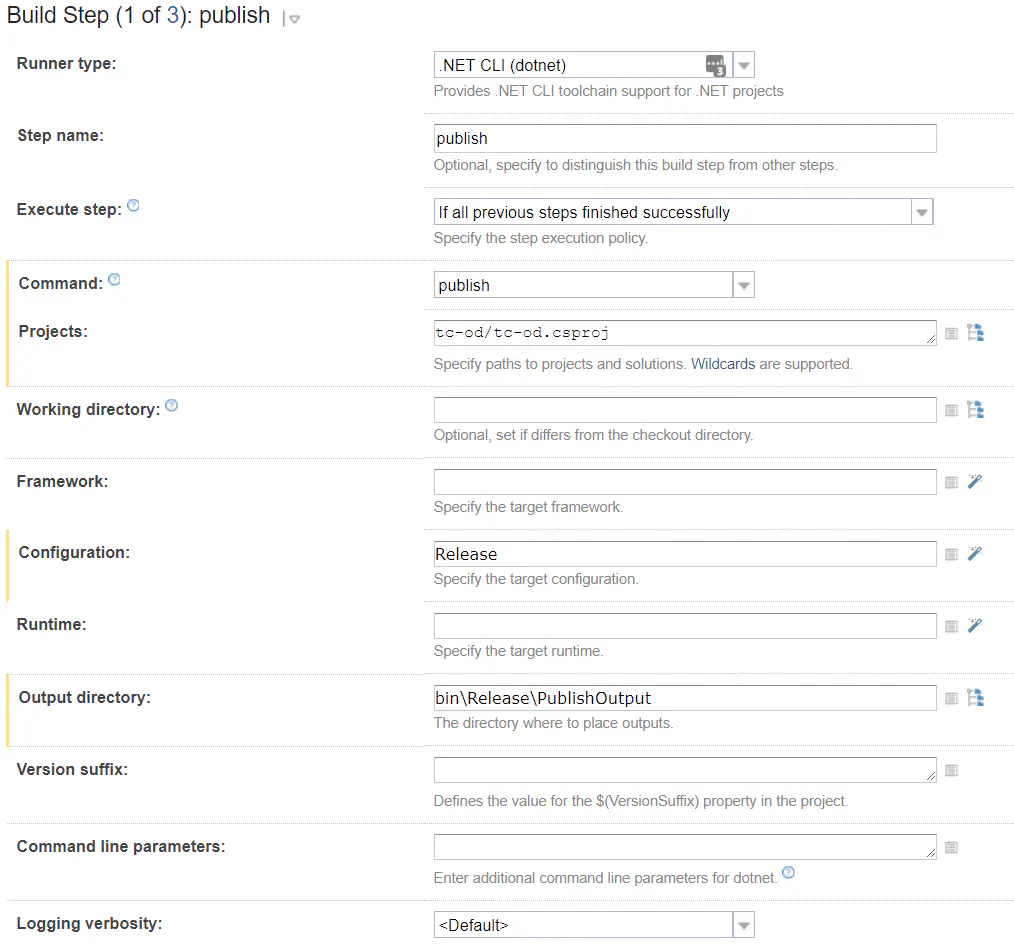 Build Step (1 of 3): publish
Runner type:
.NET CLI (dotnet)
3
Provides .NET CLI toolchain support for .NET projects
Step name:
publish
Optional, specify to distinguish this build step from other steps.
Execute step:
If all previous steps finished successfully
Specify the step execution policy.
Command:
publish
Projects:
tc-od/tc-od.csproj
Specify paths to projects and solutions. Wildcards are supported.
Working directory:
Optional, set if differs from the checkout directory.
Framework:
Specify the target framework.
Configuration:
Release
Specify the target configuration.
Runtime:
Specify the target runtime.
Output directory:
bin\Release\PublishOutput
The directory where to place outputs.
Version suffix:
Defines the value for the $(VersionSuffix) property in the project.
Command line parameters:
Enter additional command line parameters for dotnet.
Logging verbosity:
<Default>